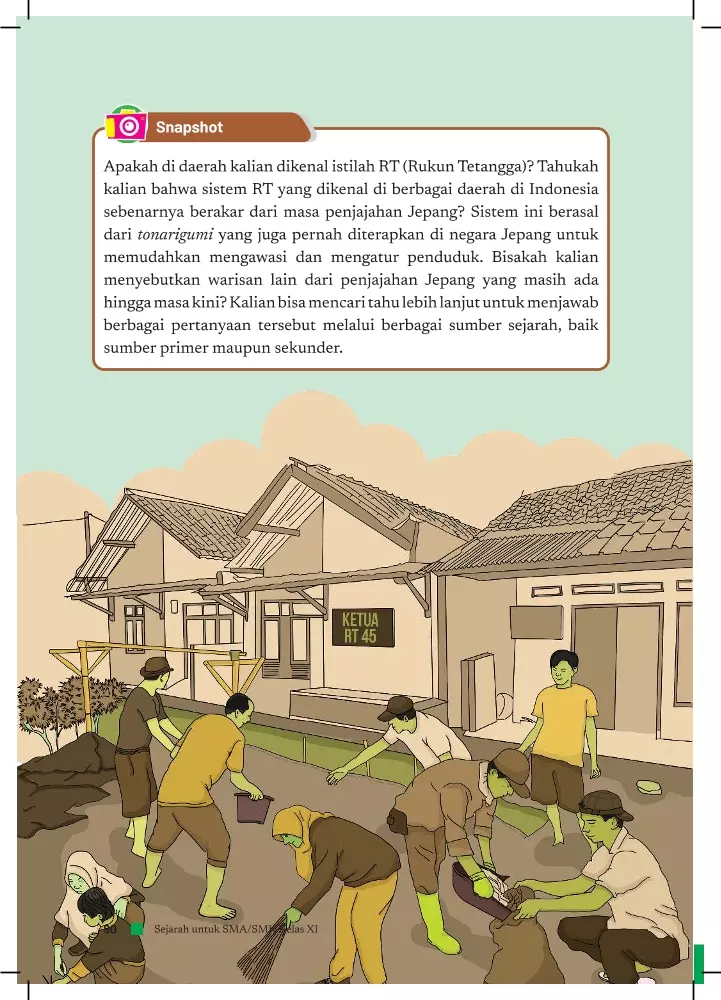 Snapshot
Apakah di daerah kalian dikenal istilah RT (Rukun Tetangga)? Tahukah
kalian bahwa sistem RT yang dikenal di berbagai daerah di Indonesia
sebenarnya berakar dari masa penjajahan Jepang? Sistem ini berasal
dari tonarigumi yang juga pernah diterapkan di negara Jepang untuk
memudahkan mengawasi dan mengatur penduduk. Bisakah kalian
menyebutkan warisan lain dari penjajahan Jepang yang masih ada
hingga masa kini? Kalian bisa mencari tahu lebih lanjut untuk menjawab
berbagai pertanyaan tersebut melalui berbagai sumber sejarah, baik
sumber primer maupun sekunder.
KETUA
RT 45
Sejarah untuk SMA/SMK Kelas XI